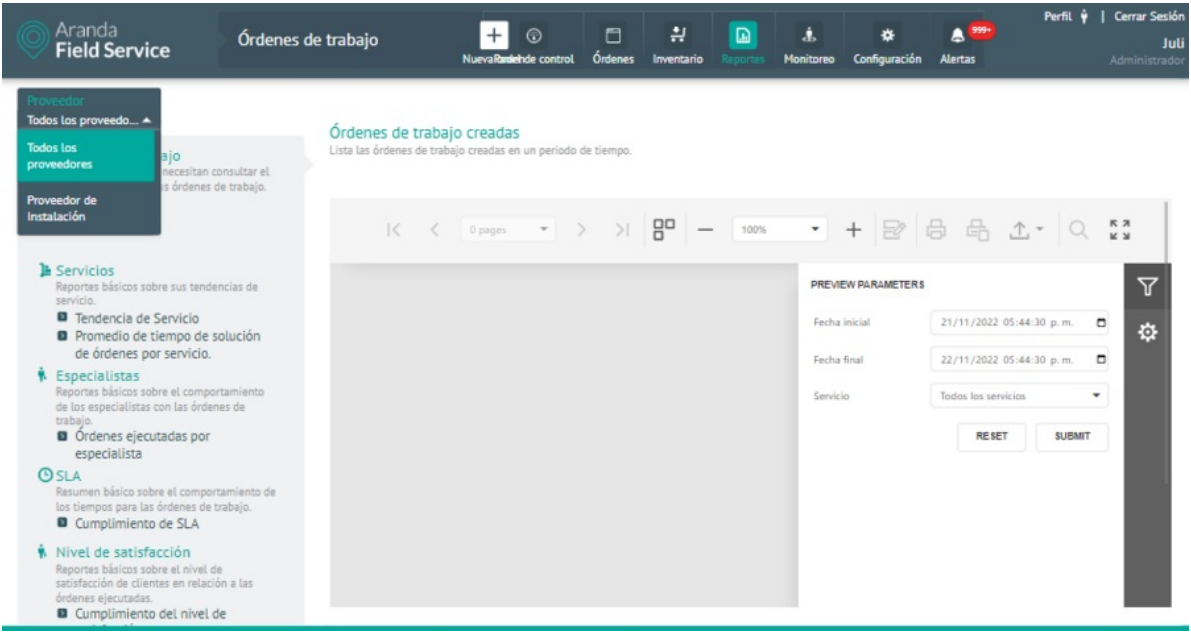 Perfil | Cerrar Sesión
Aranda
Field Service
Órdenes de trabajo
999+
Juli
Administrador
Órdenes
Inventario
Reportes
Monitoreo
Configuración
Alertas
Proveedor
Todos los proveedo...
Todos los
proveedores
Proveedor de
Instalación
ajo
necesitan consultar el
s órdenes de trabajo.
Servicios
Reportes básicos sobre sus tendencias de
servicio.
Tendencia de Servicio
Promedio de tiempo de solución
de órdenes por servicio.
Especialistas
Reportes básicos sobre el comportamiento
de los especialistas con las órdenes de
trabajo.
Órdenes ejecutadas por
especialista
SLA
Resumen básico sobre el comportamiento de
los tiempos para las órdenes de trabajo.
Cumplimiento de SLA
Nivel de satisfacción
Reportes básicos sobre el nivel de
satisfacción de clientes en relación a las
órdenes ejecutadas.
Cumplimiento del nivel de
Órdenes de trabajo creadas
Lista las órdenes de trabajo creadas en un periodo de tiempo.
0 pages
100%
PREVIEW PARAMETERS
Fecha inicial 21/11/2022 05:44:30 p. m.
Fecha final 22/11/2022 05:44:30 p. m.
Servicio Todos los servicios
RESET SUBMIT